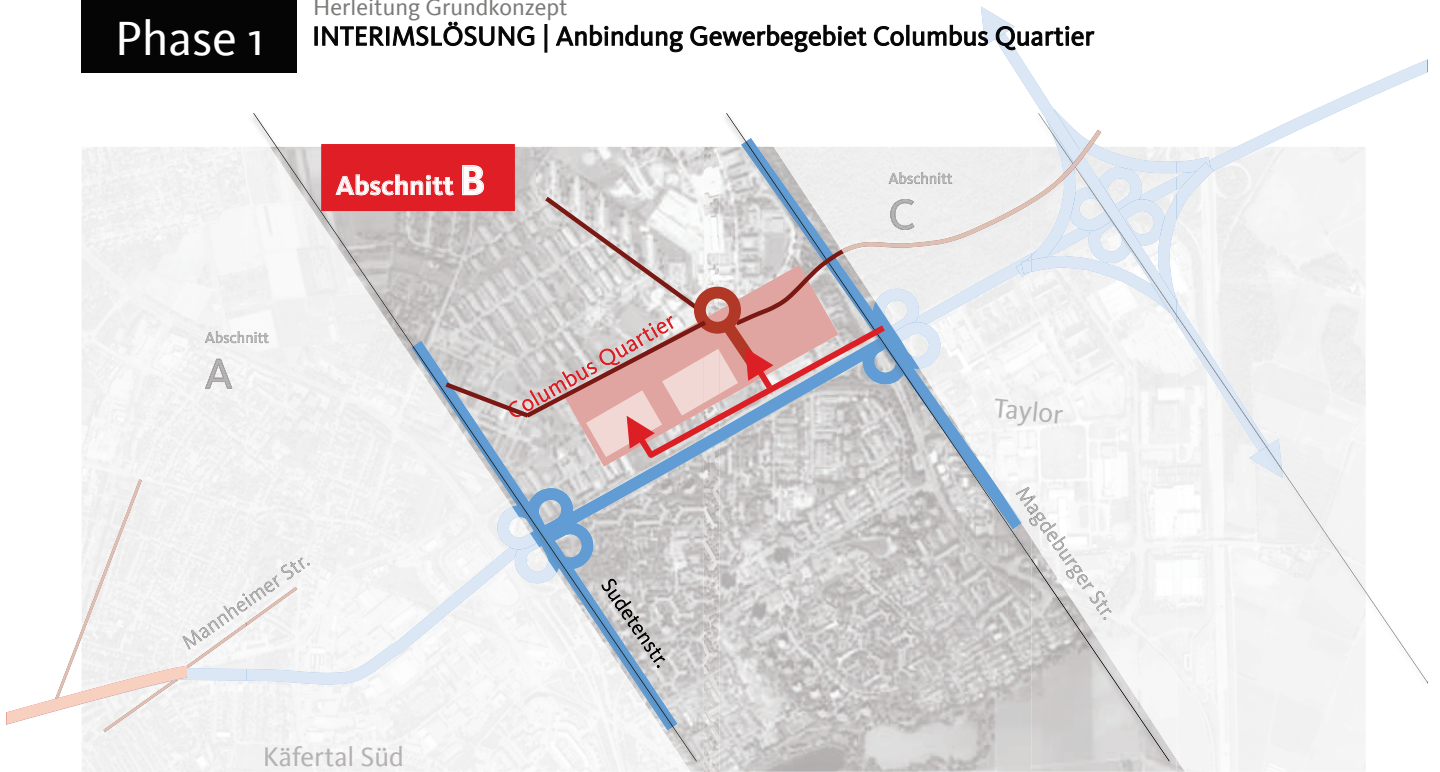 Herleitung Grundkonzept
Phase 1
INTERIMSLÖSUNG | Anbindung Gewerbegebiet Columbus Quartier
Abschnitt B
Abschnitt
C
Abschnitt
A
Columbus Quartier
Taylor
Magdeburger Str.
Mannheimer Str.
Sudetenstr.
Käfertal Süd